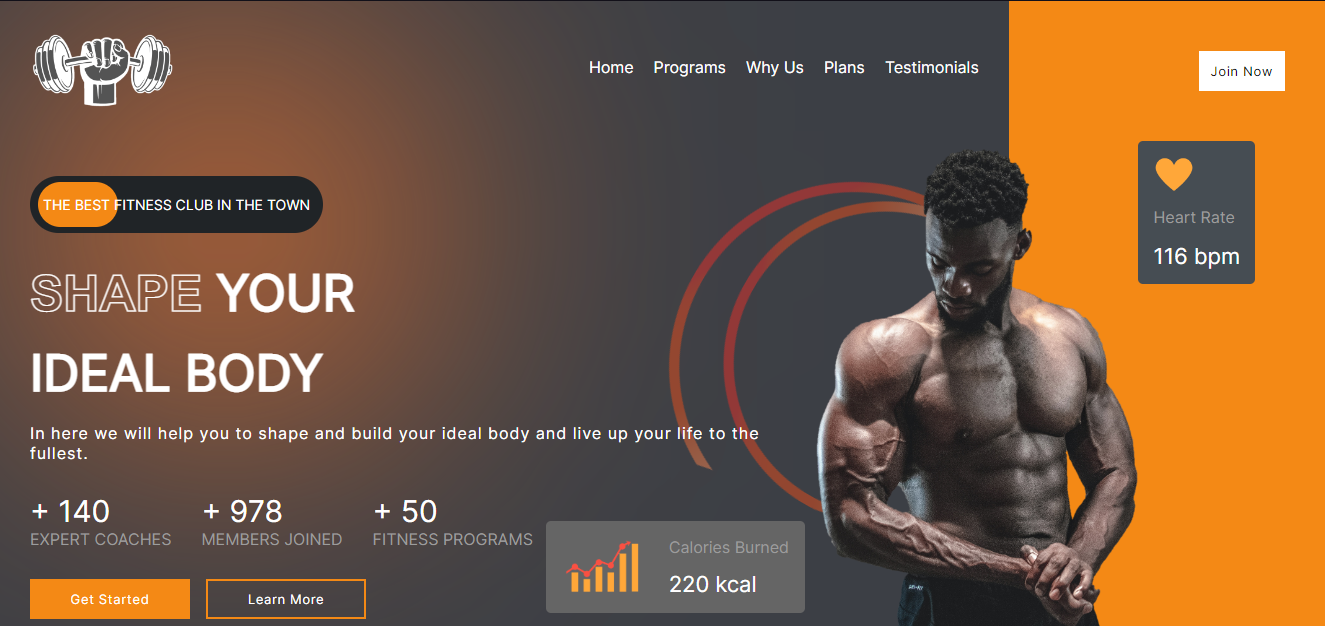 Home Programs Why Us Plans Testimonials
Join Now
THE BEST FITNESS CLUB IN THE TOWN
SHAPE YOUR
IDEAL BODY
In here we will help you to shape and build your ideal body and live up your life to the
fullest.
+ 140
EXPERT COACHES
+ 978
MEMBERS JOINED
+ 50
FITNESS PROGRAMS
Get Started
Learn More
Heart Rate
116 bpm
Calories Burned
220 kcal